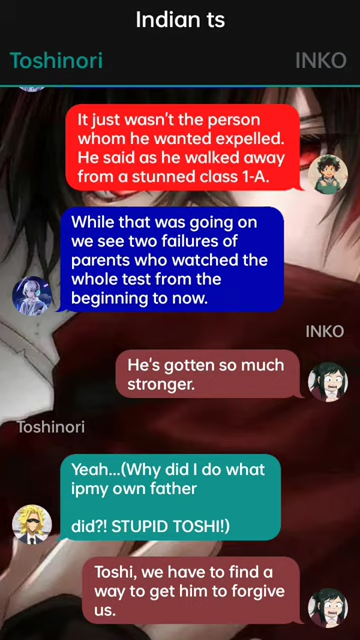 Indian ts
Toshinori INKO
It just wasn't the person
whom he wanted expelled.
He said as he walked away
from a stunned class 1-A.
While that was going on
we see two failures of
parents who watched the
whole test from the
beginning to now.
INKO
He's gotten so much
stronger.
Toshinori
Yeah...(Why did I do what
ipmy own father
did?! STUPID TOSHI!)
Toshi, we have to find a
way to get him to forgive
us.